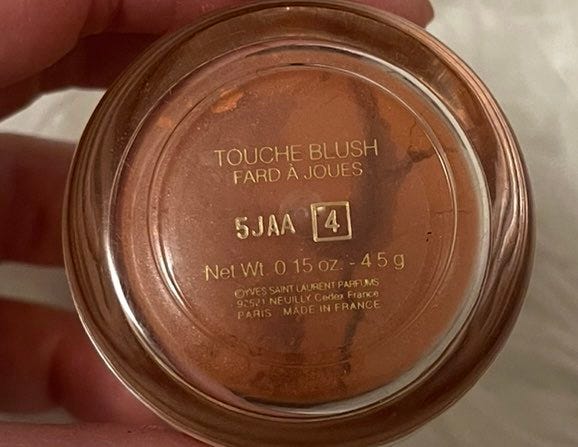 TOUCHE BLUSH
FARD À JOUES
5JAA 4
Net Wt. 0.15 oz. - 4.5 g
©YVES SAINT LAURENT PARFUMS
92521 NEUILLY Cedex France
PARIS MADE IN FRANCE